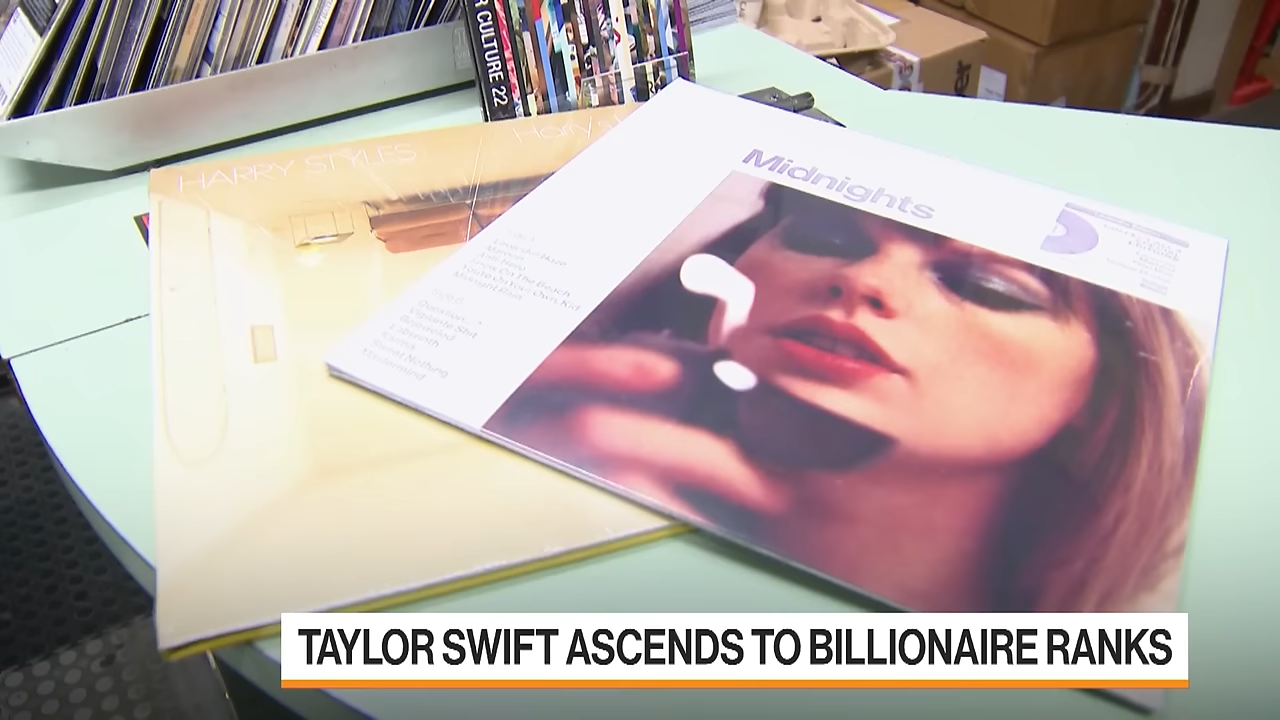 R CULTURE 22
HARRY STYLES
Harry's
Midnights
Lavender Haze
Maroon
Anti-Hero
Snow On The Beach
You're On Your Own, Kid
Midnight Rain
Question...?
Vigilante Shit
Bejeweled
Labyrinth
Karma
Sweet Nothing
Mastermind
TAYLOR SWIFT ASCENDS TO BILLIONAIRE RANKS